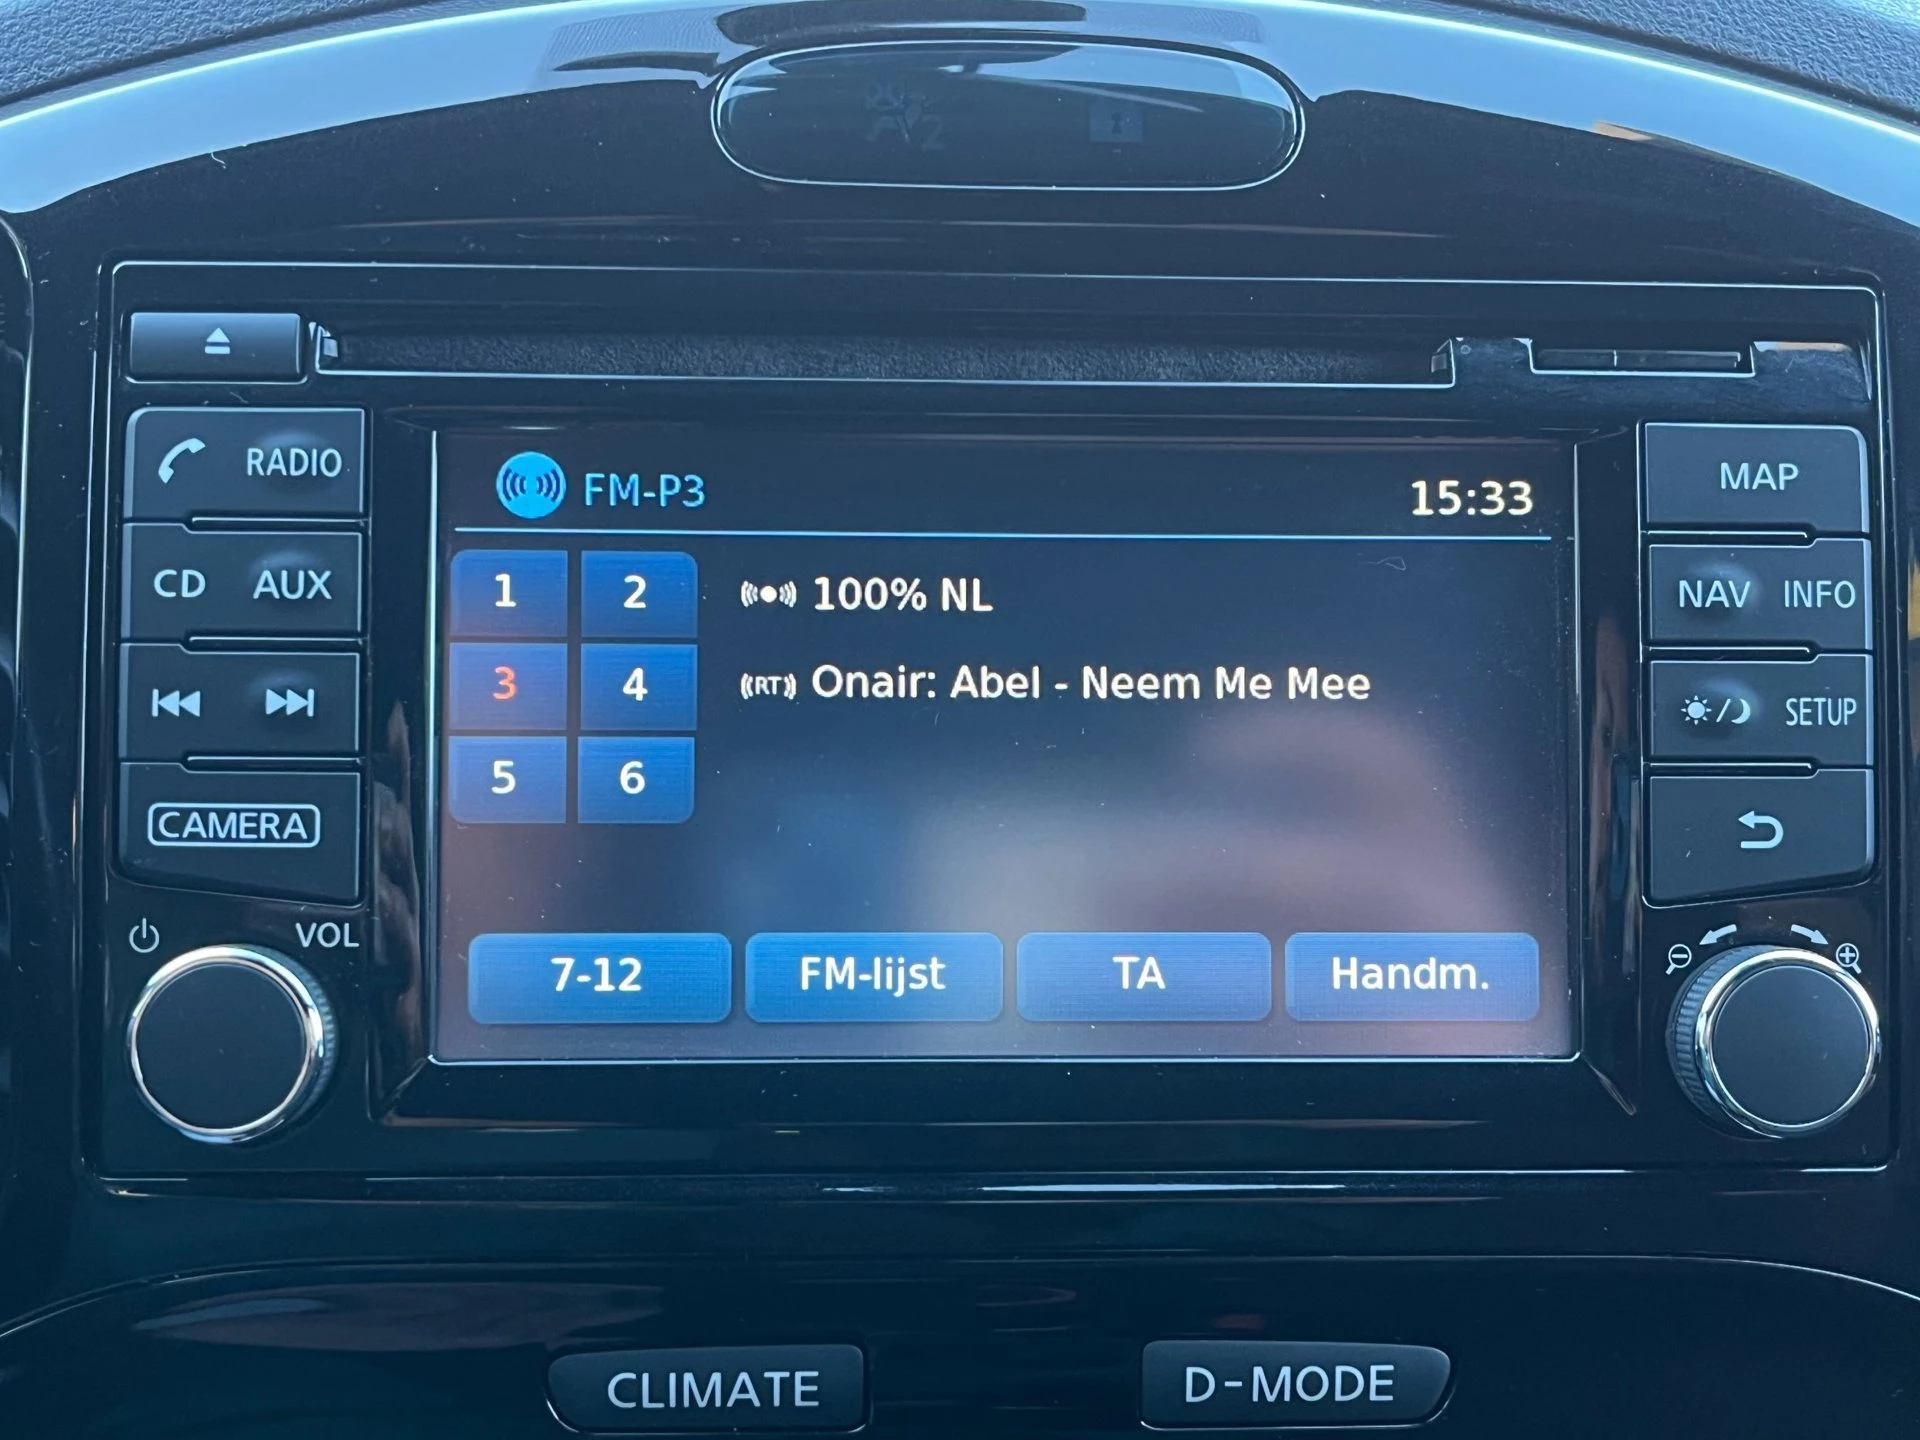 RADIO
CD AUX
CAMERA
VOL
FM-P3 15:33
1 2
3 4
5 6
100% NL
RT Onair: Abel - Neem Me Mee
7-12 FM-lijst TA Handm.
MAP
NAV INFO
SETUP
CLIMATE D-MODE